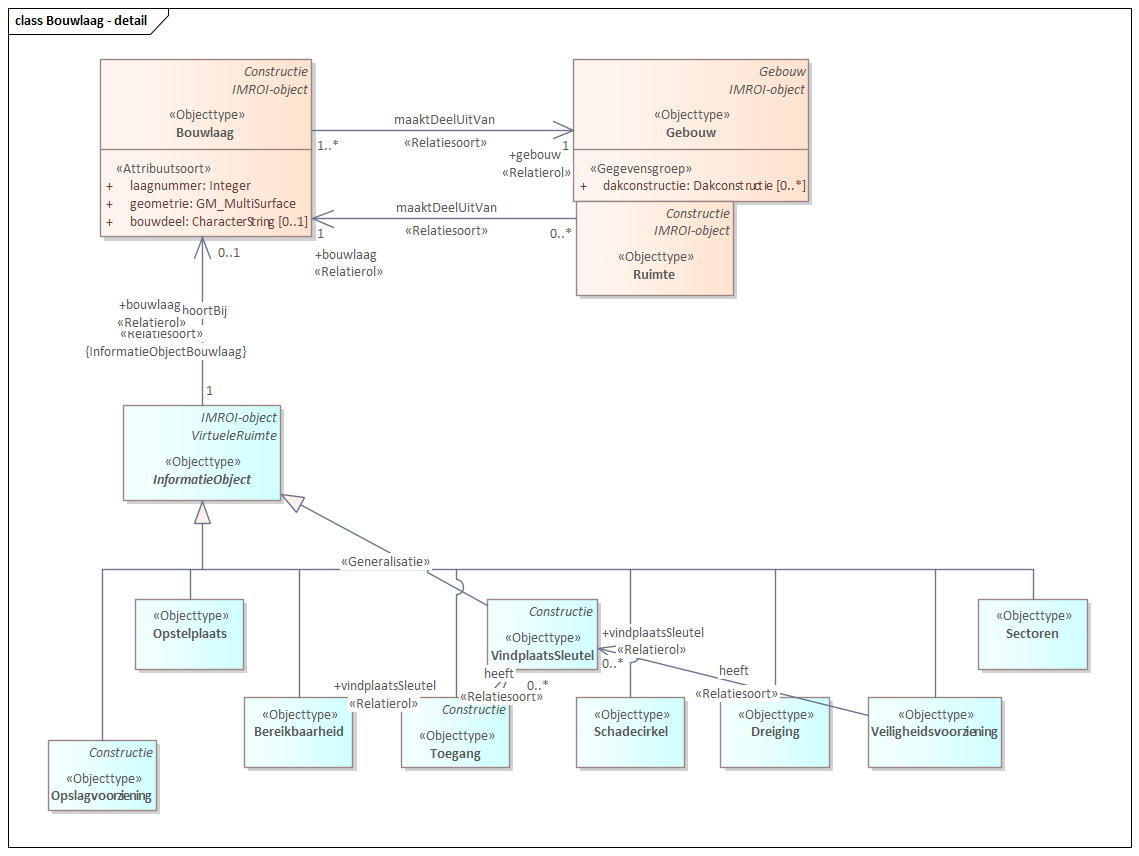 class Bouwlaag - detail
Constructie
IMROI-object
«Objecttype»
Bouwlaag
«Attribuutsoort»
+ laagnummer: Integer
+ geometrie: GM_MultiSurface
+ bouwdeel: CharacterString [0..1]
maaktDeelUitVan
«Relatiesoort»
1..*
1
+gebouw
«Relatierol»
Gebouw
IMROI-object
«Objecttype»
Gebouw
«Gegevensgroep»
+ dakconstructie: Dakconstructie [0..*]
maaktDeelUitVan
«Relatiesoort»
1
0..*
+bouwlaag
«Relatierol»
Constructie
IMROI-object
«Objecttype»
Ruimte
0..1
+bouwlaag
hoortBij
«Relatierol»
«Relatiesoort»
{InformatieObjectBouwlaag}
1
IMROI-object
VirtueleRuimte
«Objecttype»
InformatieObject
«Generalisatie»
«Objecttype»
Opstelplaats
Constructie
«Objecttype»
VindplaatsSleutel
+vindplaatsSleutel
«Relatierol»
0..*
«Objecttype»
Sectoren
heeft
«Relatiesoort»
heeft
«Relatiesoort»
0..*
+vindplaatsSleutel
«Relatierol»
«Objecttype»
Bereikbaarheid
Constructie
«Objecttype»
Toegang
«Objecttype»
Schadecirkel
«Objecttype»
Dreiging
«Objecttype»
Veiligheidsvoorziening
Constructie
«Objecttype»
Opslagvoorziening